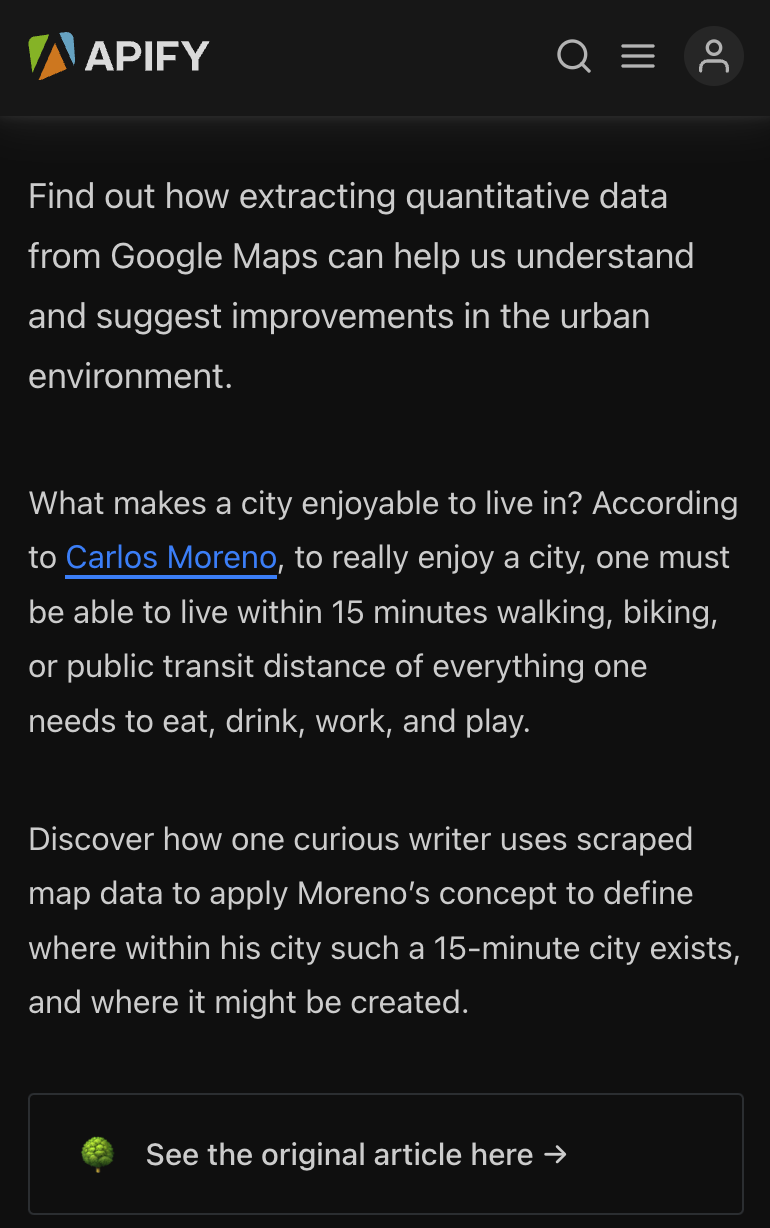 APIFY
Find out how extracting quantitative data
from Google Maps can help us understand
and suggest improvements in the urban
environment.
What makes a city enjoyable to live in? According
to Carlos Moreno, to really enjoy a city, one must
be able to live within 15 minutes walking, biking,
or public transit distance of everything one
needs to eat, drink, work, and play.
Discover how one curious writer uses scraped
map data to apply Moreno’s concept to define
where within his city such a 15-minute city exists,
and where it might be created.
See the original article here →